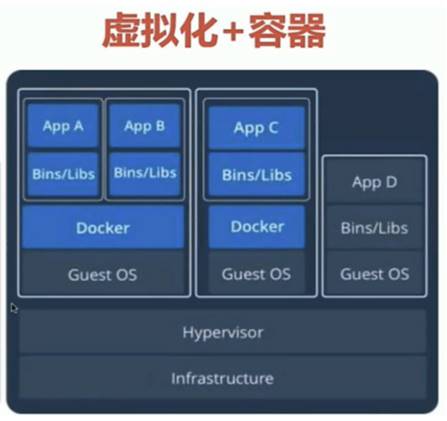 虚拟化+容器
App A App B App C
Bins/Libs Bins/Libs Bins/Libs App D
Docker Docker Bins/Libs
Guest OS Guest OS Guest OS
Hypervisor
Infrastructure